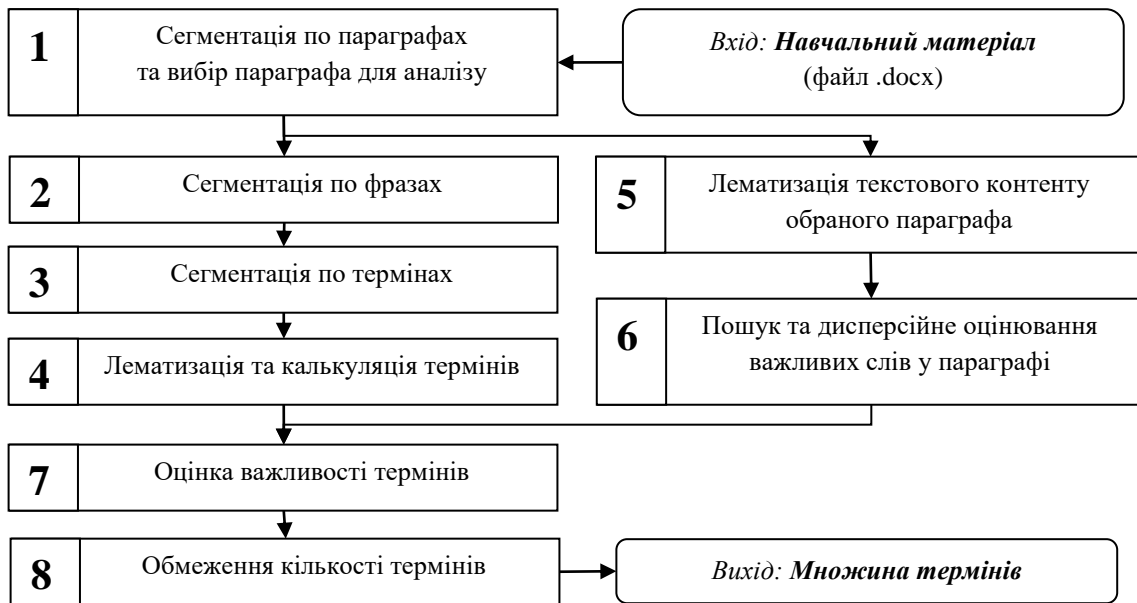 1
Сегментація по параграфах
та вибір параграфа для аналізу
Вхід: Навчальний матеріал
(файл .docx)
2
Сегментація по фразах
5
Лематизація текстового контенту
обраного параграфа
3
Сегментація по термінах
6
Пошук та дисперсійне оцінювання
важливих слів у параграфі
4
Лематизація та калькуляція термінів
7
Оцінка важливості термінів
8
Обмеження кількості термінів
Вихід: Множина термінів